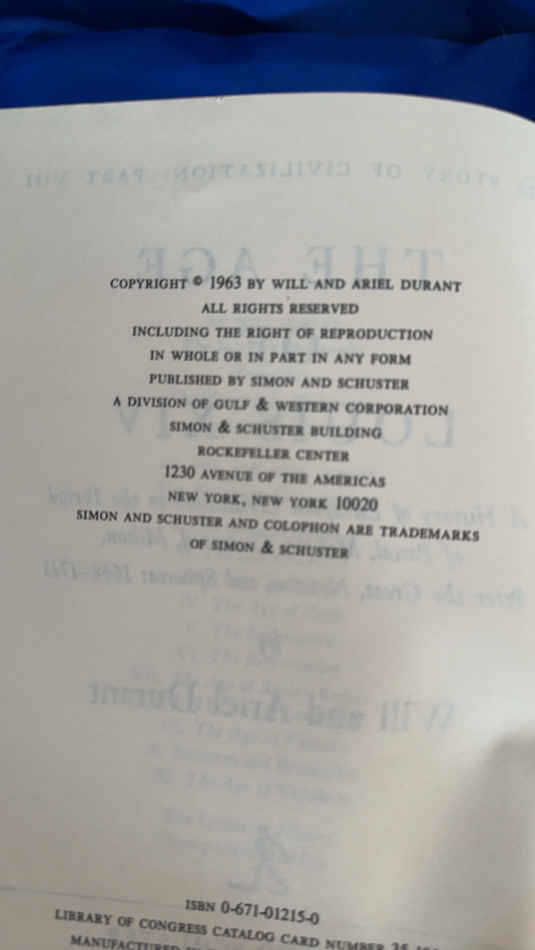 COPYRIGHT © 1963 BY WILL AND ARIEL DURANT
ALL RIGHTS RESERVED
INCLUDING THE RIGHT OF REPRODUCTION
IN WHOLE OR IN PART IN ANY FORM
PUBLISHED BY SIMON AND SCHUSTER
A DIVISION OF GULF & WESTERN CORPORATION
SIMON & SCHUSTER BUILDING
ROCKEFELLER CENTER
1230 AVENUE OF THE AMERICAS
NEW YORK, NEW YORK 10020
SIMON AND SCHUSTER AND COLOPHON ARE TRADEMARKS
OF SIMON & SCHUSTER
ISBN 0-671-01215-0
LIBRARY OF CONGRESS CATALOG CARD NUMBER
MANUFACTURED